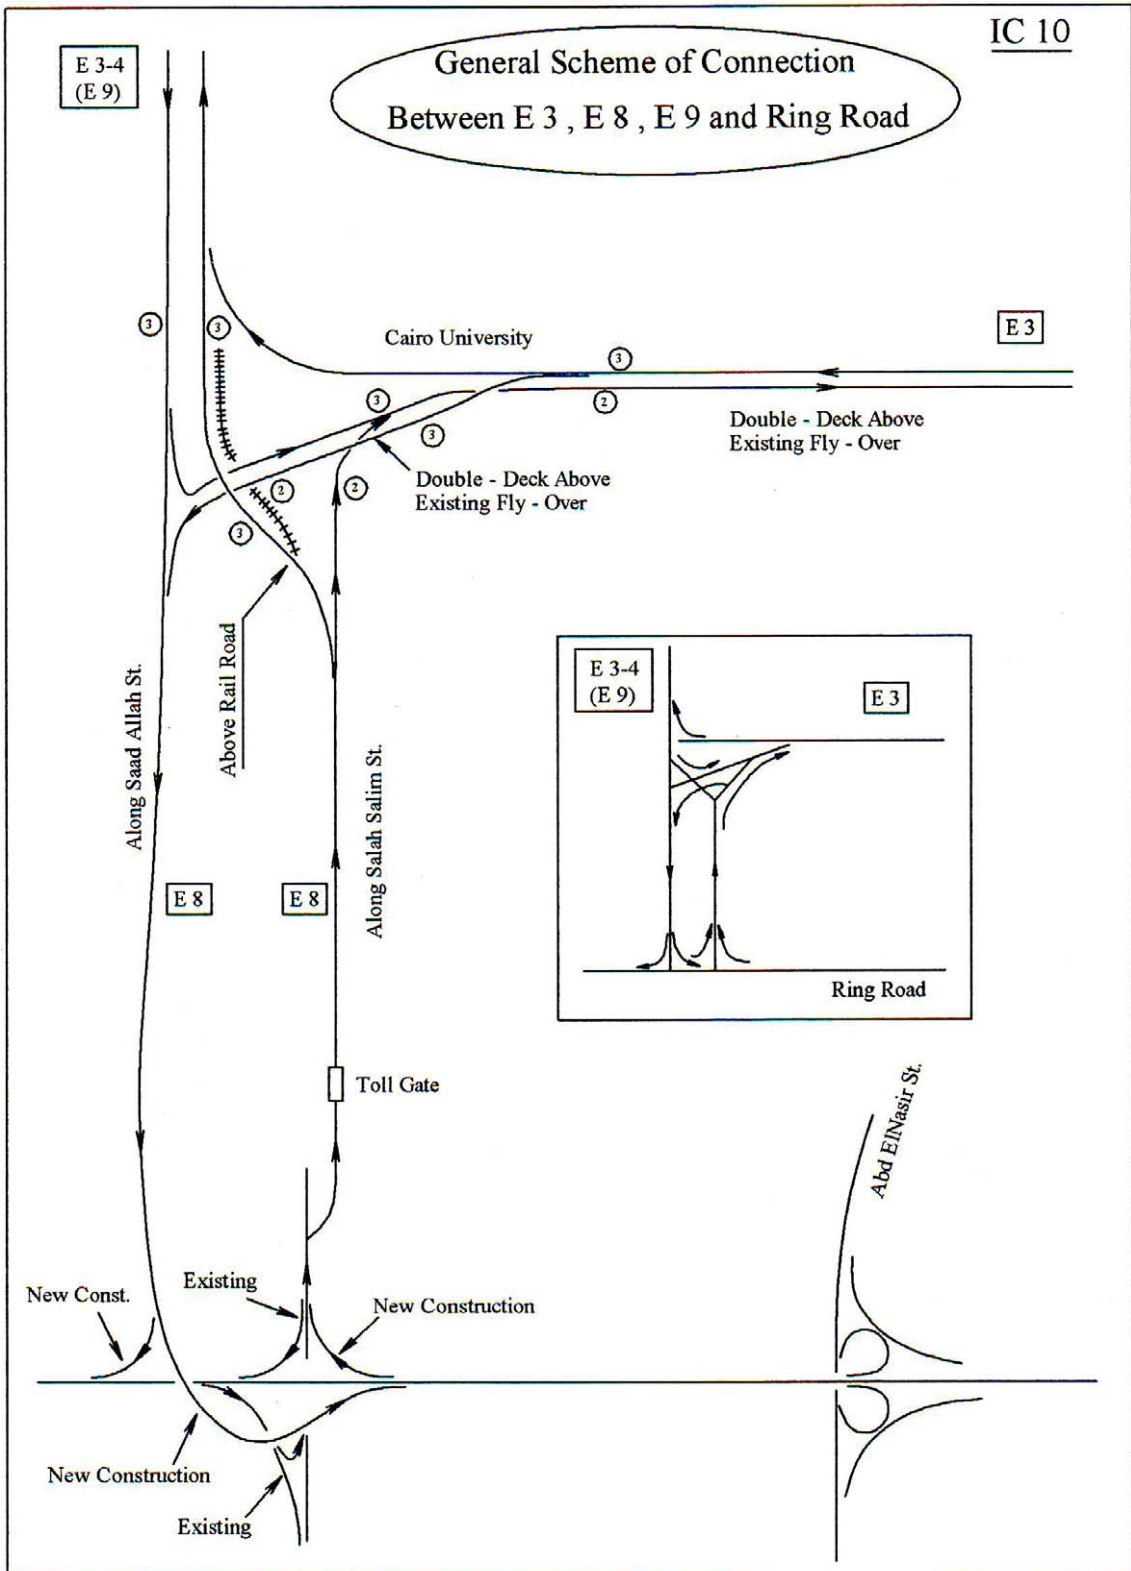 IC 10
General Scheme of Connection
Between E 3 , E 8 , E 9 and Ring Road
E 3-4
(E 9)
3
3
Cairo University
3
E 3
2
3
3
Double - Deck Above
Existing Fly - Over
Double - Deck Above
Existing Fly - Over
2
2
3
Above Rail Road
Along Saad Allah St.
Along Salah Salim St.
E 8
E 8
E 3-4
(E 9)
E 3
Ring Road
Toll Gate
Abd ElNasir St.
New Const.
Existing
New Construction
New Construction
Existing